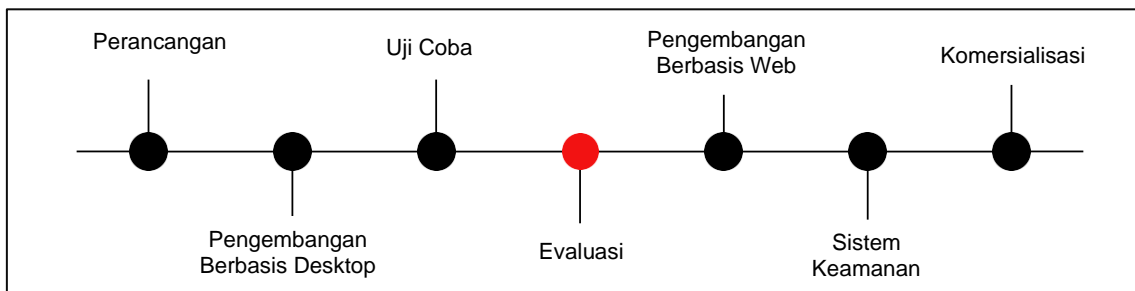 Perancangan
Pengembangan
Berbasis Desktop
Uji Coba
Evaluasi
Pengembangan
Berbasis Web
Sistem
Keamanan
Komersialisasi